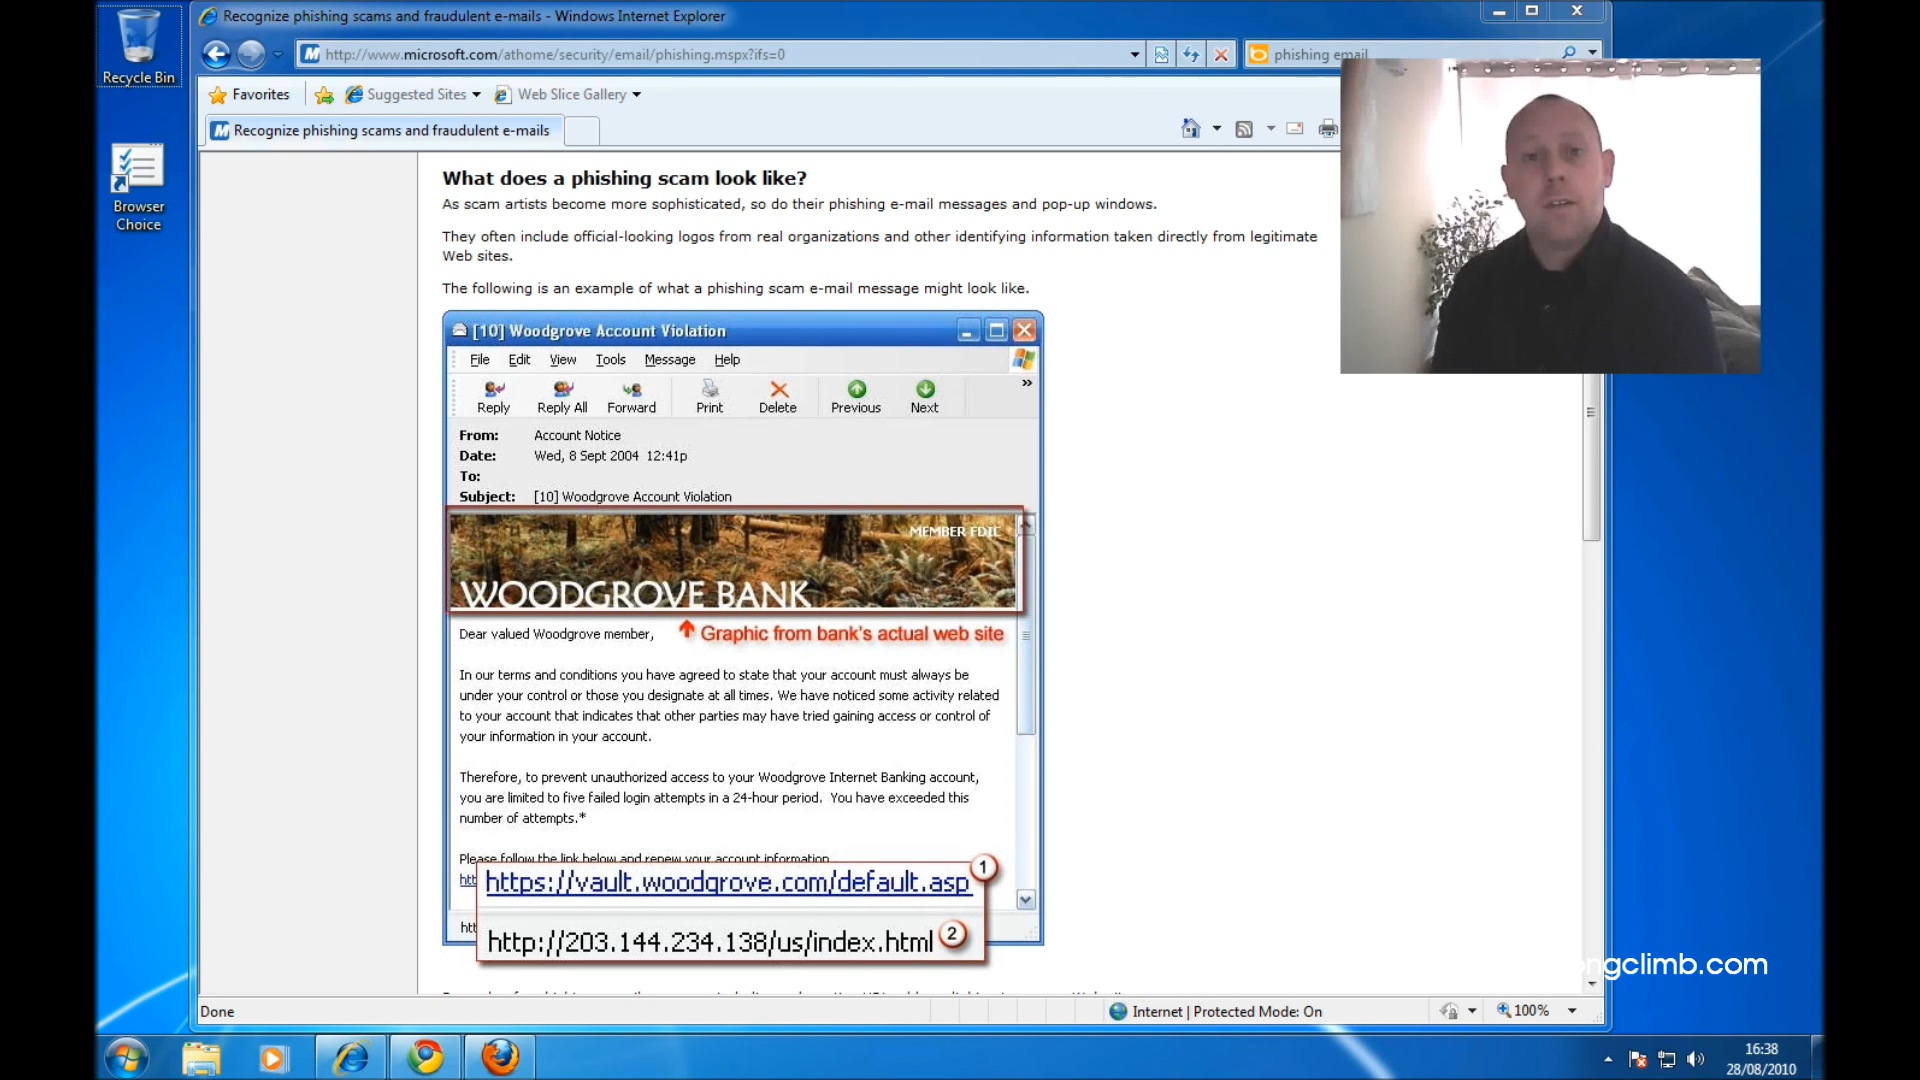 Recycle Bin
Browser
Choice
Recognize phishing scams and fraudulent e-mails - Windows Internet Explorer
http://www.microsoft.com/athome/security/email/phishing.mspx?ifs=0
phishing email
Favorites
Suggested Sites
Web Slice Gallery
Recognize phishing scams and fraudulent e-mails
What does a phishing scam look like?
As scam artists become more sophisticated, so do their phishing e-mail messages and pop-up windows.
They often include official-looking logos from real organizations and other identifying information taken directly from legitimate
Web sites.
The following is an example of what a phishing scam e-mail message might look like.
[10] Woodgrove Account Violation
File Edit View Tools Message Help
Reply Reply All Forward Print Delete Previous Next
From: Account Notice
Date: Wed, 8 Sept 2004 12:41p
To:
Subject: [10] Woodgrove Account Violation
MEMBER FDIC
WOODGROVE BANK
Dear valued Woodgrove member,
Graphic from bank's actual web site
In our terms and conditions you have agreed to state that your account must always be
under your control or those you designate at all times. We have noticed some activity related
to your account that indicates that other parties may have tried gaining access or control of
your information in your account.
Therefore, to prevent unauthorized access to your Woodgrove Internet Banking account,
you are limited to five failed login attempts in a 24-hour period. You have exceeded this
number of attempts.*
Please follow the link below and renew your account information
htt
https://vault.woodgrove.com/default.asp
1
htt
http://203.144.234.138/us/index.html
2
ongclimb.com
Done
Internet | Protected Mode: On
100%
16:38
28/08/2010